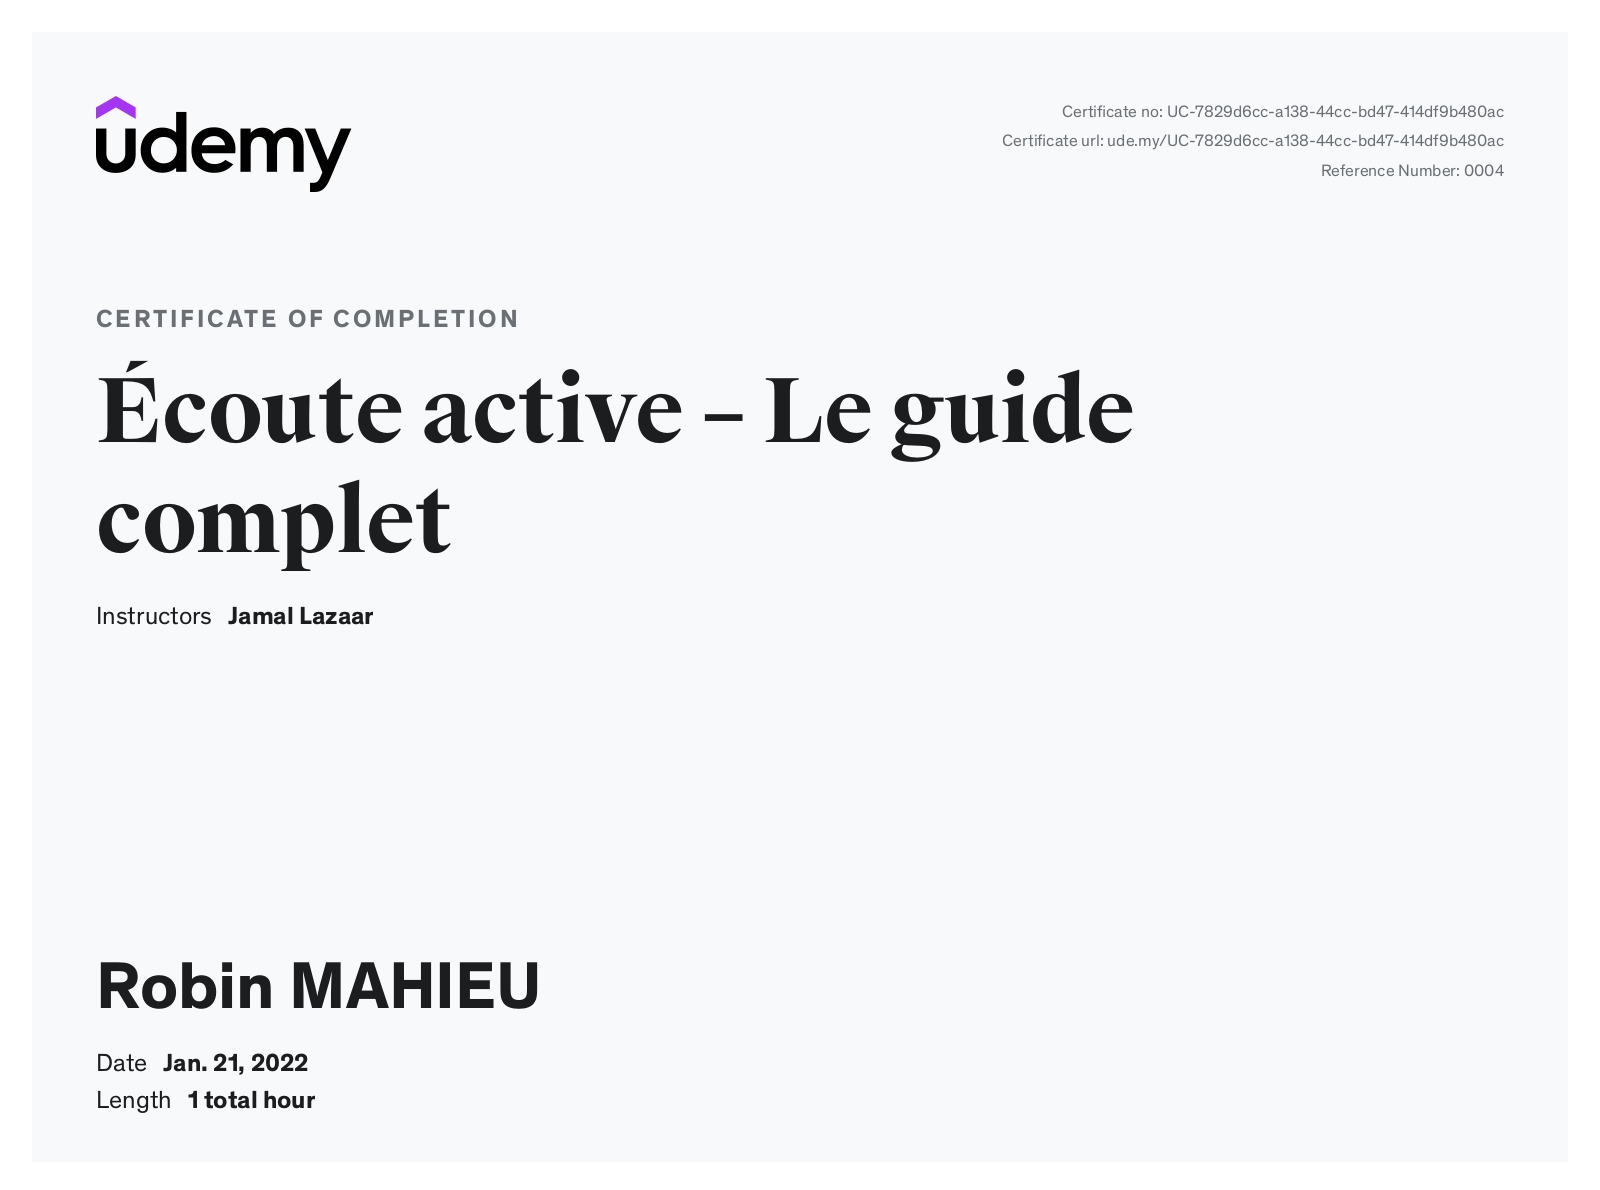 udemy
Certificate no: UC-7829d6cc-a138-44cc-bd47-414df9b480ac
Certificate url: ude.my/UC-7829d6cc-a138-44cc-bd47-414df9b480ac
Reference Number: 0004
CERTIFICATE OF COMPLETION
Écoute active – Le guide
complet
Instructors Jamal Lazaar
Robin MAHIEU
Date Jan. 21, 2022
Length 1 total hour